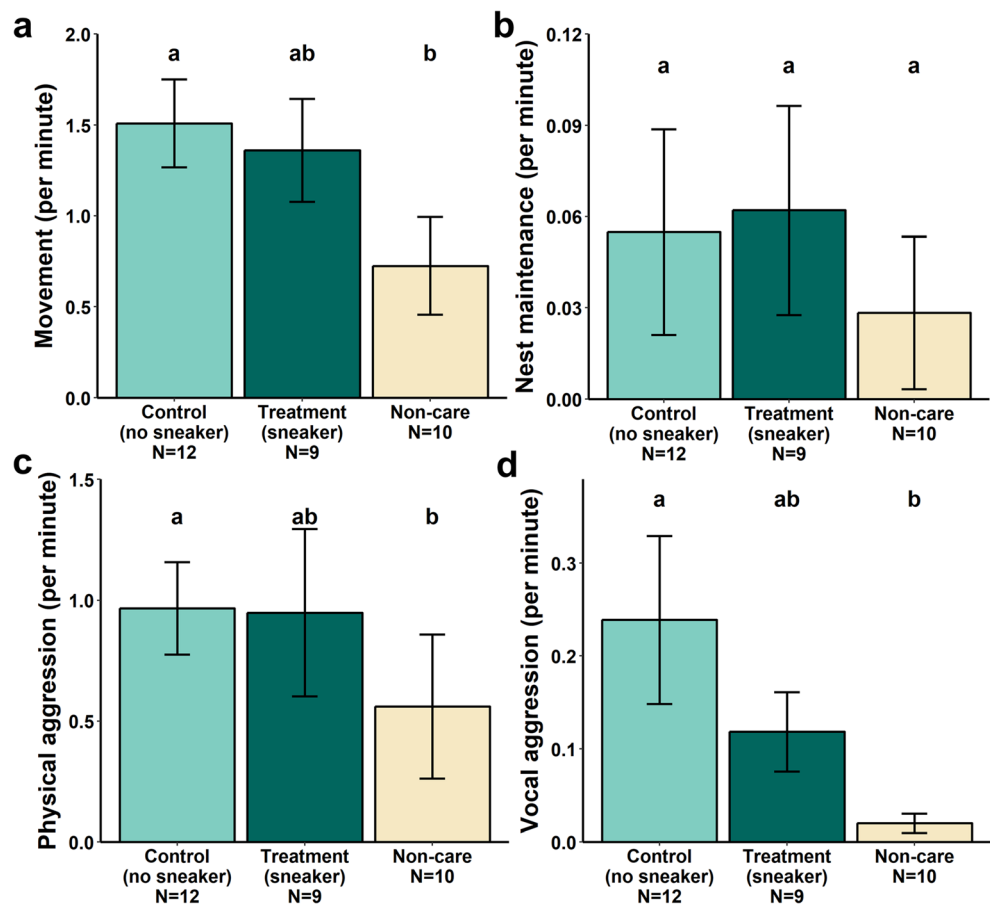 a
Movement (per minute)
2.0
1.5
1.0
0.5
0.0
a
ab
b
Control
(no sneaker)
N=12
Treatment
(sneaker)
N=9
Non-care
N=10
b
Nest maintenance (per minute)
0.12
0.09
0.06
0.03
0.00
a
a
a
Control
(no sneaker)
N=12
Treatment
(sneaker)
N=9
Non-care
N=10
c
Physical aggression (per minute)
1.5
1.0
0.5
0.0
a
ab
b
Control
(no sneaker)
N=12
Treatment
(sneaker)
N=9
Non-care
N=10
d
Vocal aggression (per minute)
0.3
0.2
0.1
0.0
a
ab
b
Control
(no sneaker)
N=12
Treatment
(sneaker)
N=9
Non-care
N=10